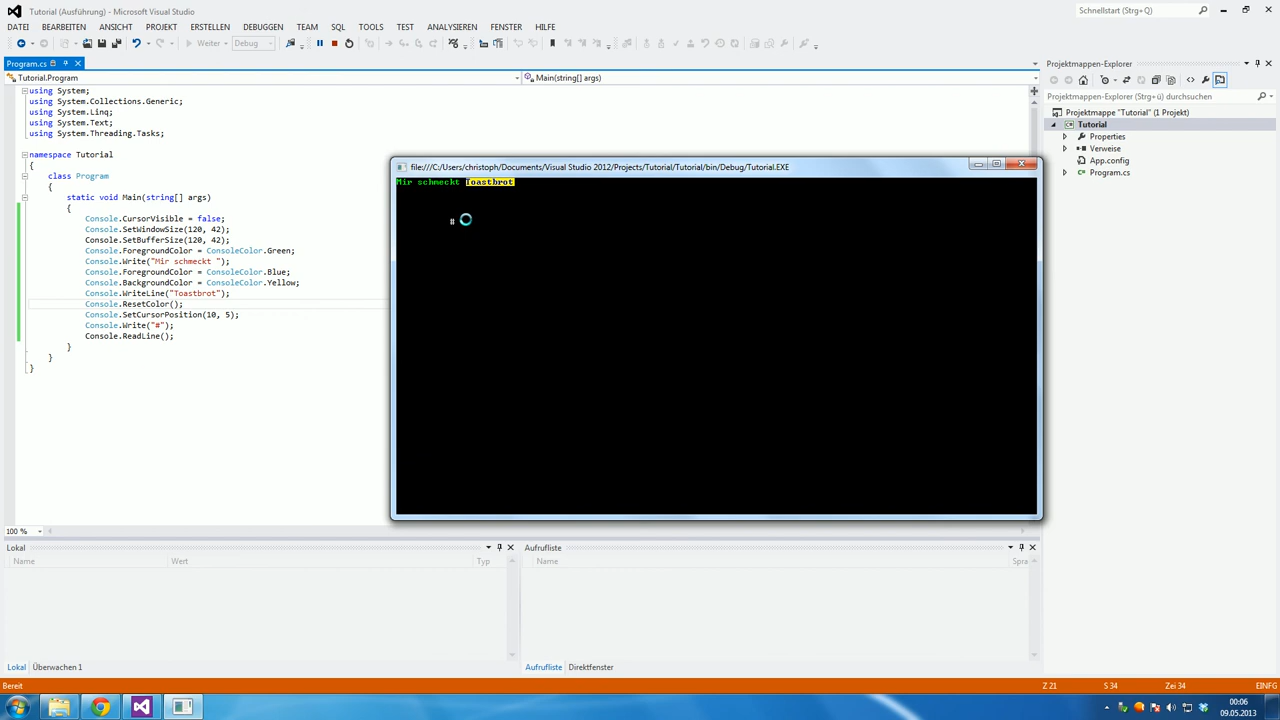 Tutorial (Ausführung) - Microsoft Visual Studio
Schnellstart (Strg+Q)
DATEI BEARBEITEN ANSICHT PROJEKT ERSTELLEN DEBUGGEN TEAM SQL TOOLS TEST ANALYSIEREN FENSTER HILFE
Weiter Debug
Program.cs
Tutorial.Program
Main(string[] args)
using System;
using System.Collections.Generic;
using System.Linq;
using System.Text;
using System.Threading.Tasks;
namespace Tutorial
{
class Program
{
static void Main(string[] args)
{
Console.CursorVisible = false;
Console.SetWindowSize(120, 42);
Console.SetBufferSize(120, 42);
Console.ForegroundColor = ConsoleColor.Green;
Console.Write("Mir schmeckt ");
Console.ForegroundColor = ConsoleColor.Blue;
Console.BackgroundColor = ConsoleColor.Yellow;
Console.WriteLine("Toastbrot");
Console.ResetColor();
Console.SetCursorPosition(10, 5);
Console.Write("#");
Console.ReadLine();
}
}
}
100 %
file:///C:/Users/christoph/Documents/Visual Studio 2012/Projects/Tutorial/Tutorial/bin/Debug/Tutorial.EXE
Mir schmeckt Toastbrot
#
Projektmappen-Explorer
Projektmappen-Explorer (Strg+ü) durchsuchen
Projektmappe "Tutorial" (1 Projekt)
Tutorial
Properties
Verweise
App.config
Program.cs
Lokal
Name Wert Typ
Lokal Überwachen 1
Aufrufliste
Name Spra
Aufrufliste Direktfenster
Bereit Z 21 S 34 Zei 34 EINFG
00:06
09.05.2013